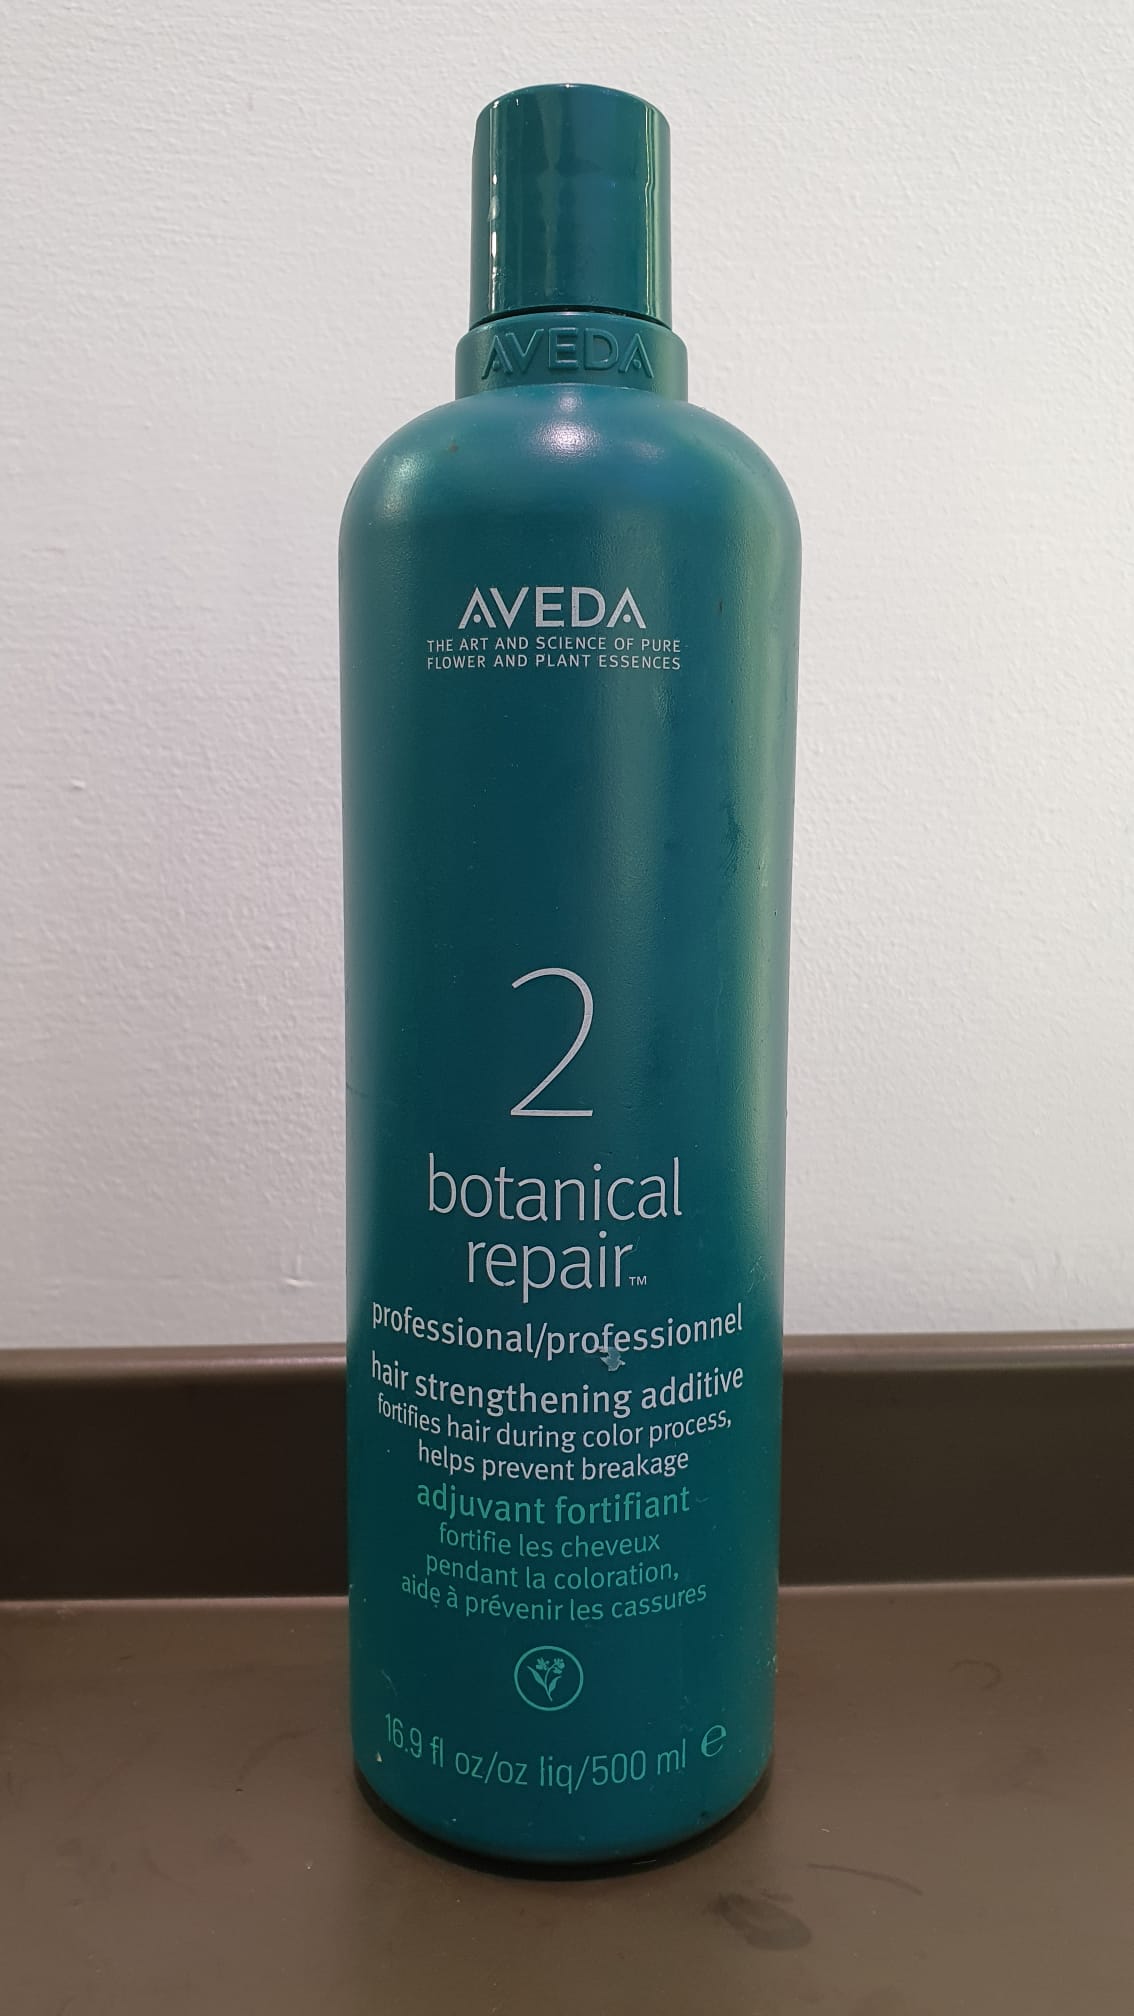 AVEDA
AVEDA
THE ART AND SCIENCE OF PURE
FLOWER AND PLANT ESSENCES
2
botanical
repair™
professional/professionnel
hair strengthening additive
fortifies hair during color process,
helps prevent breakage
adjuvant fortifiant
fortifie les cheveux
pendant la coloration,
aide à prévenir les cassures
16.9 fl oz/oz liq/500 ml ℮